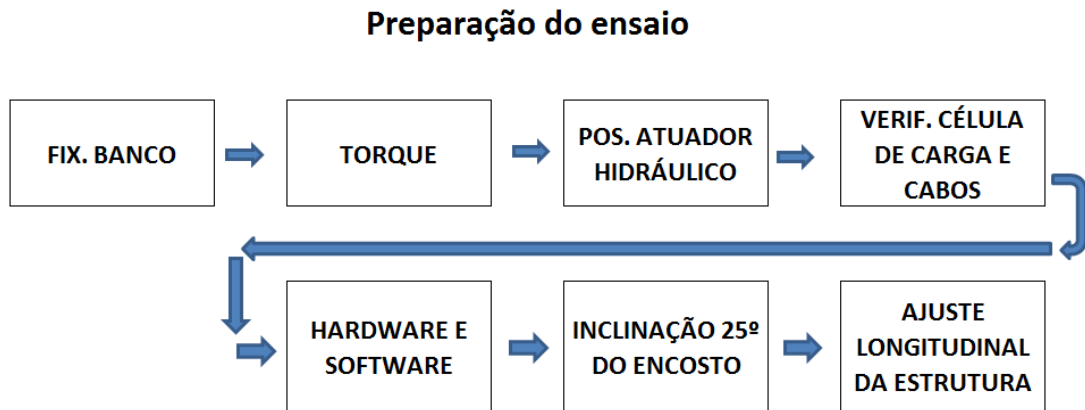 Preparação do ensaio
FIX. BANCO
TORQUE
POS. ATUADOR
HIDRÁULICO
VERIF. CÉLULA
DE CARGA E
CABOS
HARDWARE E
SOFTWARE
INCLINAÇÃO 25º
DO ENCOSTO
AJUSTE
LONGITUDINAL
DA ESTRUTURA